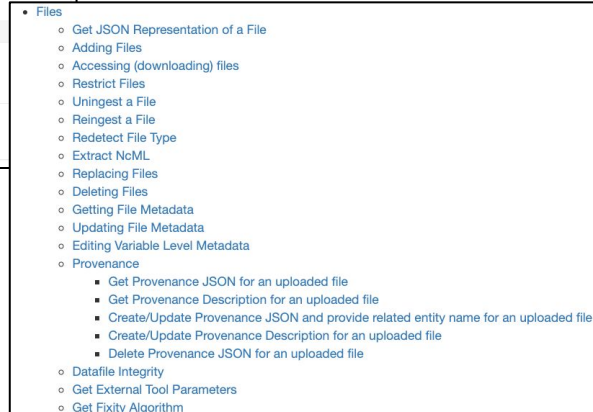 Files
Get JSON Representation of a File
Adding Files
Accessing (downloading) files
Restrict Files
Uningest a File
Reingest a File
Redetect File Type
Extract NcML
Replacing Files
Deleting Files
Getting File Metadata
Updating File Metadata
Editing Variable Level Metadata
Provenance
Get Provenance JSON for an uploaded file
Get Provenance Description for an uploaded file
Create/Update Provenance JSON and provide related entity name for an uploaded file
Create/Update Provenance Description for an uploaded file
Delete Provenance JSON for an uploaded file
Datafile Integrity
Get External Tool Parameters
Get Fixity Algorithm